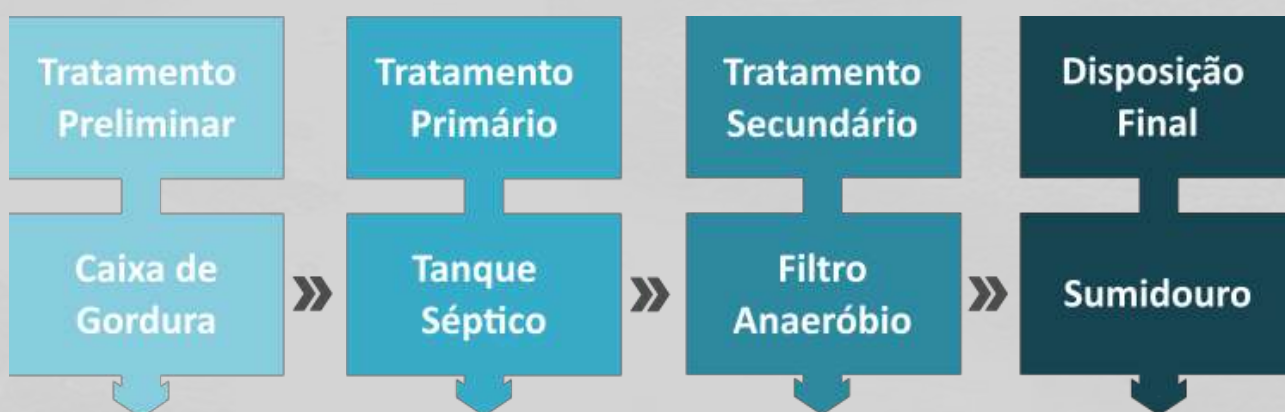 Tratamento
Preliminar
Tratamento
Primário
Tratamento
Secundário
Disposição
Final
Caixa de
Gordura
Tanque
Séptico
Filtro
Anaeróbio
Sumidouro